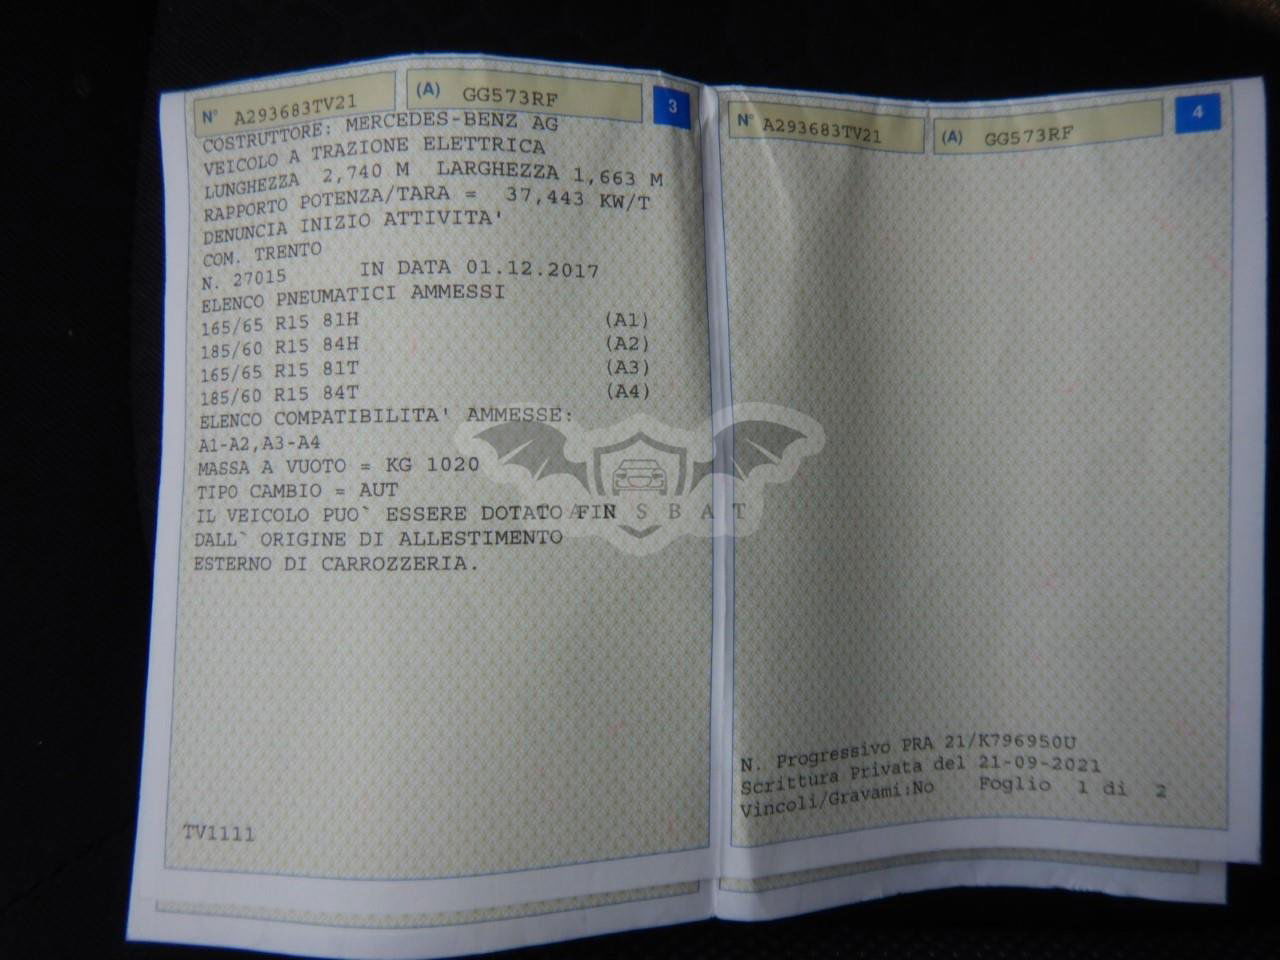 N° A293683TV21 (A) GG573RF 3
COSTRUTTORE: MERCEDES-BENZ AG
VEICOLO A TRAZIONE ELETTRICA
LUNGHEZZA 2,740 M LARGHEZZA 1,663 M
RAPPORTO POTENZA/TARA = 37,443 KW/T
DENUNCIA INIZIO ATTIVITA'
COM. TRENTO
N. 27015 IN DATA 01.12.2017
ELENCO PNEUMATICI AMMESSI
165/65 R15 81H (A1)
185/60 R15 84H (A2)
165/65 R15 81T (A3)
185/60 R15 84T (A4)
ELENCO COMPATIBILITA' AMMESSE:
A1-A2,A3-A4
MASSA A VUOTO = KG 1020
TIPO CAMBIO = AUT
IL VEICOLO PUO` ESSERE DOTATO FIN
DALL` ORIGINE DI ALLESTIMENTO
ESTERNO DI CARROZZERIA.
TV1111
N° A293683TV21 (A) GG573RF 4
N. Progressivo PRA 21/K796950U
Scrittura Privata del 21-09-2021
Vincoli/Gravami:No Foglio 1 di 2